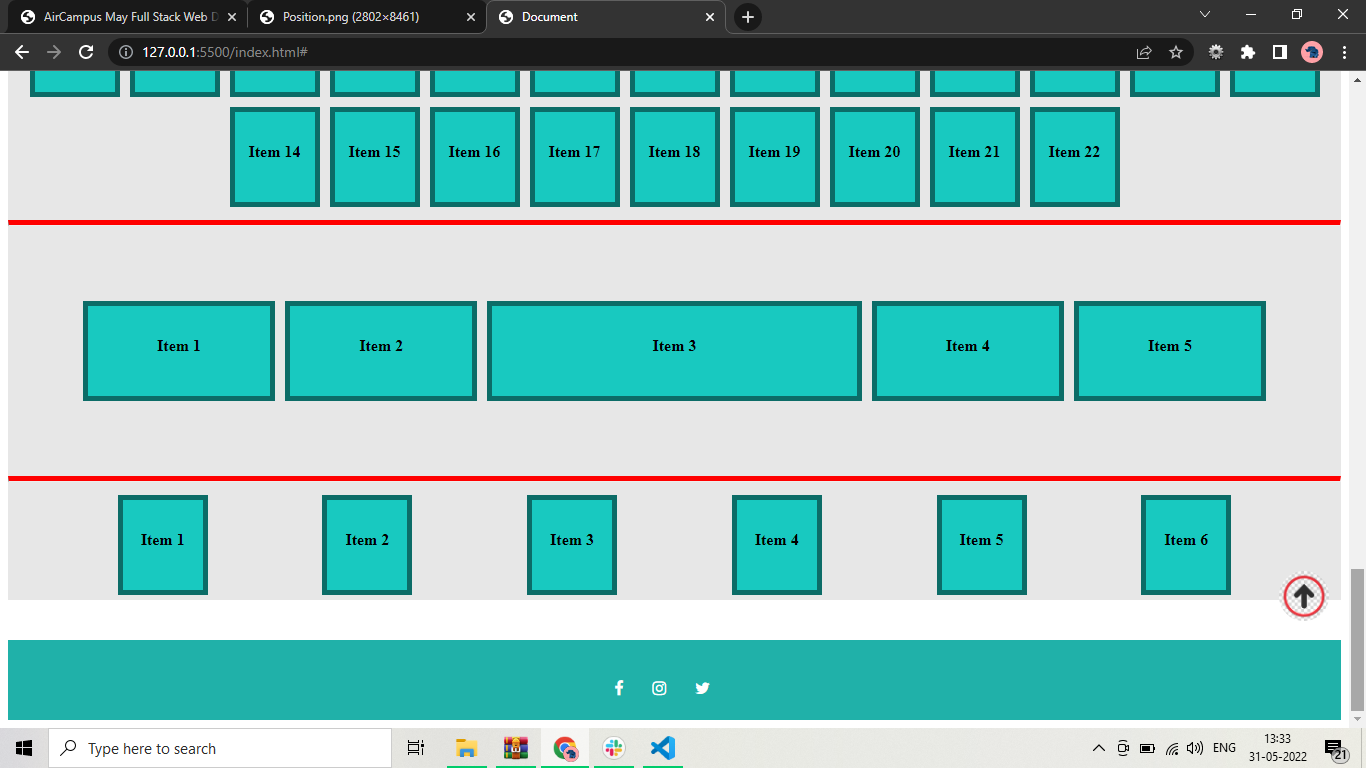 AirCampus May Full Stack Web D
Position.png (2802×8461)
Document
127.0.0.1:5500/index.html#
Item 14 Item 15 Item 16 Item 17 Item 18 Item 19 Item 20 Item 21 Item 22
Item 1 Item 2 Item 3 Item 4 Item 5
Item 1 Item 2 Item 3 Item 4 Item 5 Item 6
Type here to search
ENG
13:33
31-05-2022
21